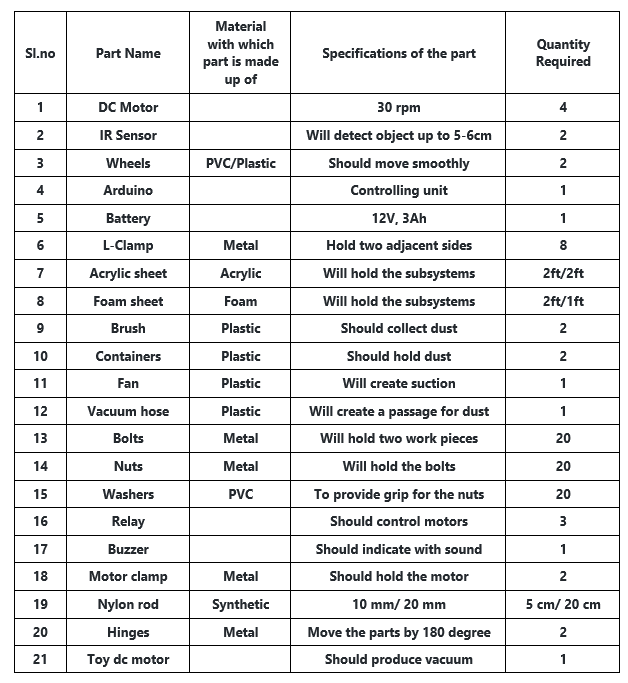 Sl.no Part Name Material with which part is made up of Specifications of the part Quantity Required
1 DC Motor 30 rpm 4
2 IR Sensor Will detect object up to 5-6cm 2
3 Wheels PVC/Plastic Should move smoothly 2
4 Arduino Controlling unit 1
5 Battery 12V, 3Ah 1
6 L-Clamp Metal Hold two adjacent sides 8
7 Acrylic sheet Acrylic Will hold the subsystems 2ft/2ft
8 Foam sheet Foam Will hold the subsystems 2ft/1ft
9 Brush Plastic Should collect dust 2
10 Containers Plastic Should hold dust 2
11 Fan Plastic Will create suction 1
12 Vacuum hose Plastic Will create a passage for dust 1
13 Bolts Metal Will hold two work pieces 20
14 Nuts Metal Will hold the bolts 20
15 Washers PVC To provide grip for the nuts 20
16 Relay Should control motors 3
17 Buzzer Should indicate with sound 1
18 Motor clamp Metal Should hold the motor 2
19 Nylon rod Synthetic 10 mm/ 20 mm 5 cm/ 20 cm
20 Hinges Metal Move the parts by 180 degree 2
21 Toy dc motor Should produce vacuum 1